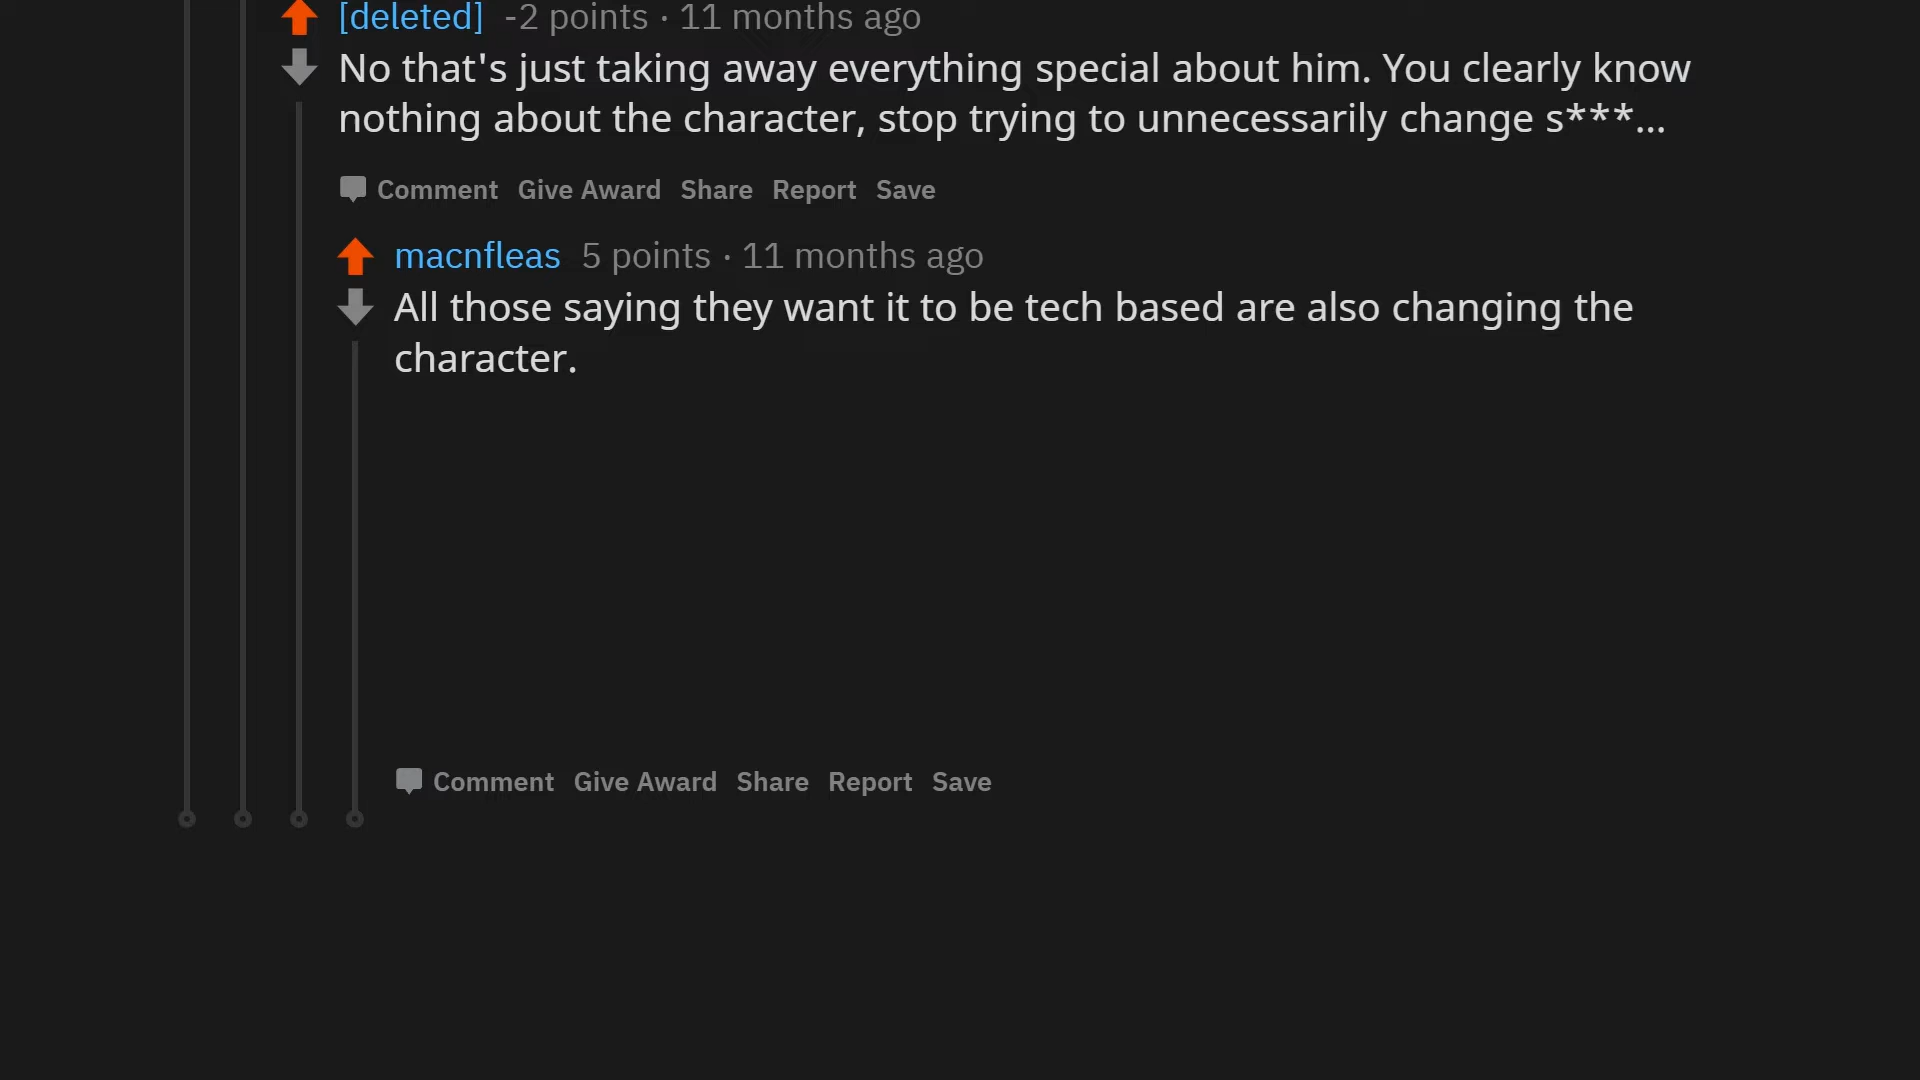 [deleted] -2 points · 11 months ago
No that's just taking away everything special about him. You clearly know
nothing about the character, stop trying to unnecessarily change s***...
Comment Give Award Share Report Save
macnfleas 5 points · 11 months ago
All those saying they want it to be tech based are also changing the
character.
Comment Give Award Share Report Save